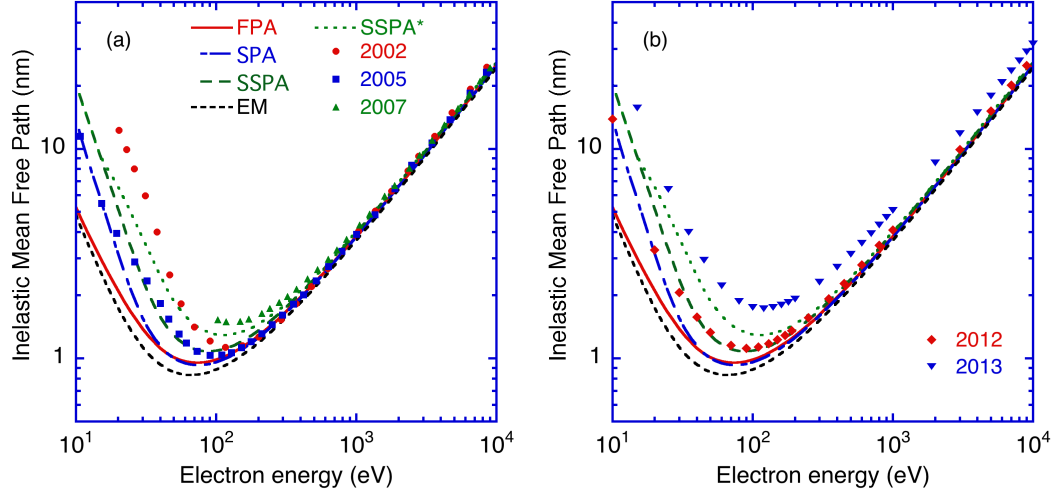 (a)
FPA
SPA
SSPA
EM
SSPA*
2002
2005
2007
Inelastic Mean Free Path (nm)
10
1
10^1
10^2
10^3
10^4
Electron energy (eV)
(b)
2012
2013
Inelastic Mean Free Path (nm)
10
1
10^1
10^2
10^3
10^4
Electron energy (eV)